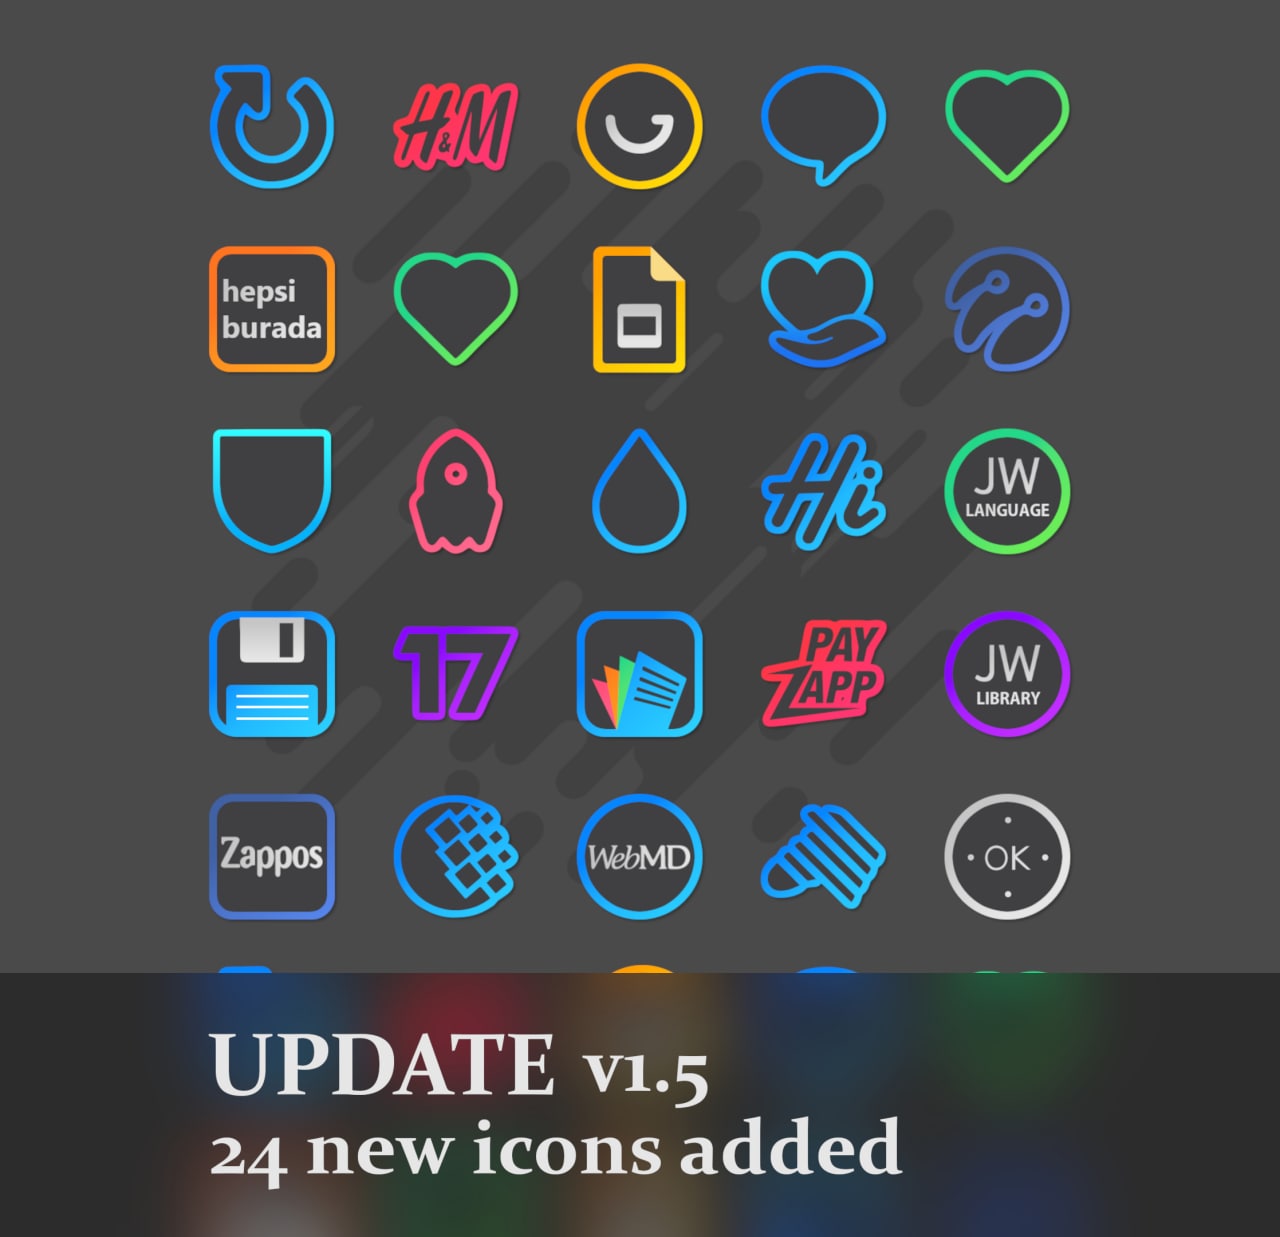 H&M
hepsi
burada
Hi
JW
LANGUAGE
17
PAY
ZAPP
JW
LIBRARY
Zappos
WebMD
OK
UPDATE v1.5
24 new icons added